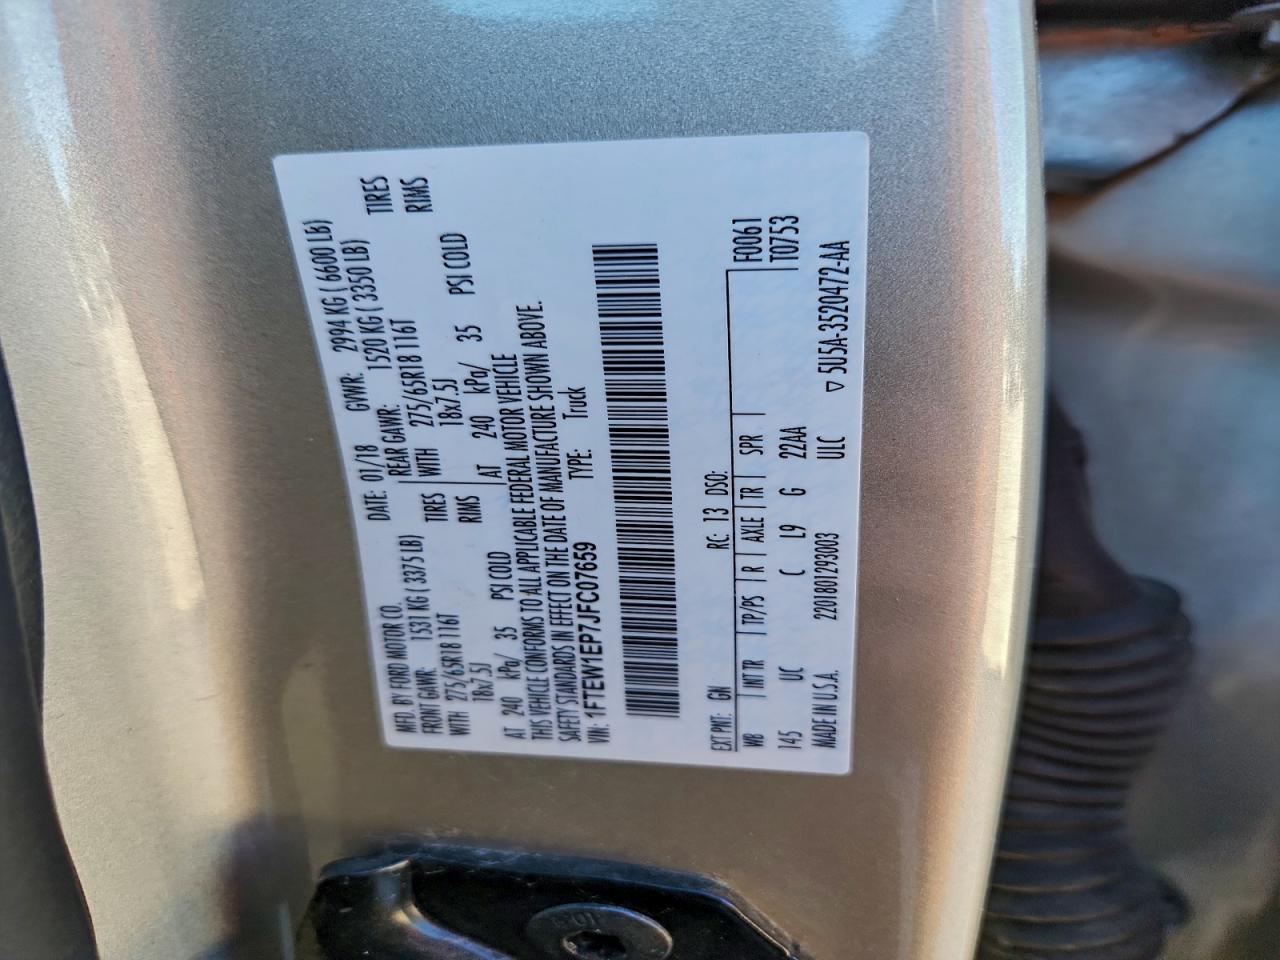 MFD. BY FORD MOTOR CO.
DATE: 01/18 GVWR: 2994 KG ( 6600 LB)
FRONT GAWR: 1531 KG ( 3375 LB) REAR GAWR: 1520 KG ( 3350 LB)
WITH 275/65R18 116T TIRES WITH 275/65R18 116T TIRES
18x7.5J RIMS 18x7.5J RIMS
AT 240 kPa/ 35 PSI COLD AT 240 kPa/ 35 PSI COLD
THIS VEHICLE CONFORMS TO ALL APPLICABLE FEDERAL MOTOR VEHICLE
SAFETY STANDARDS IN EFFECT ON THE DATE OF MANUFACTURE SHOWN ABOVE.
VIN: 1FTEW1EP7JFC07659 TYPE: Truck
EXT PNT: GN RC: 13 DSO: F0061
WB INT TR TP/PS R AXLE TR SPR T0753
145 UC C L9 G 22AA
MADE IN U.S.A. 2201801293003 ULC ▽ 5U5A-3520472-AA